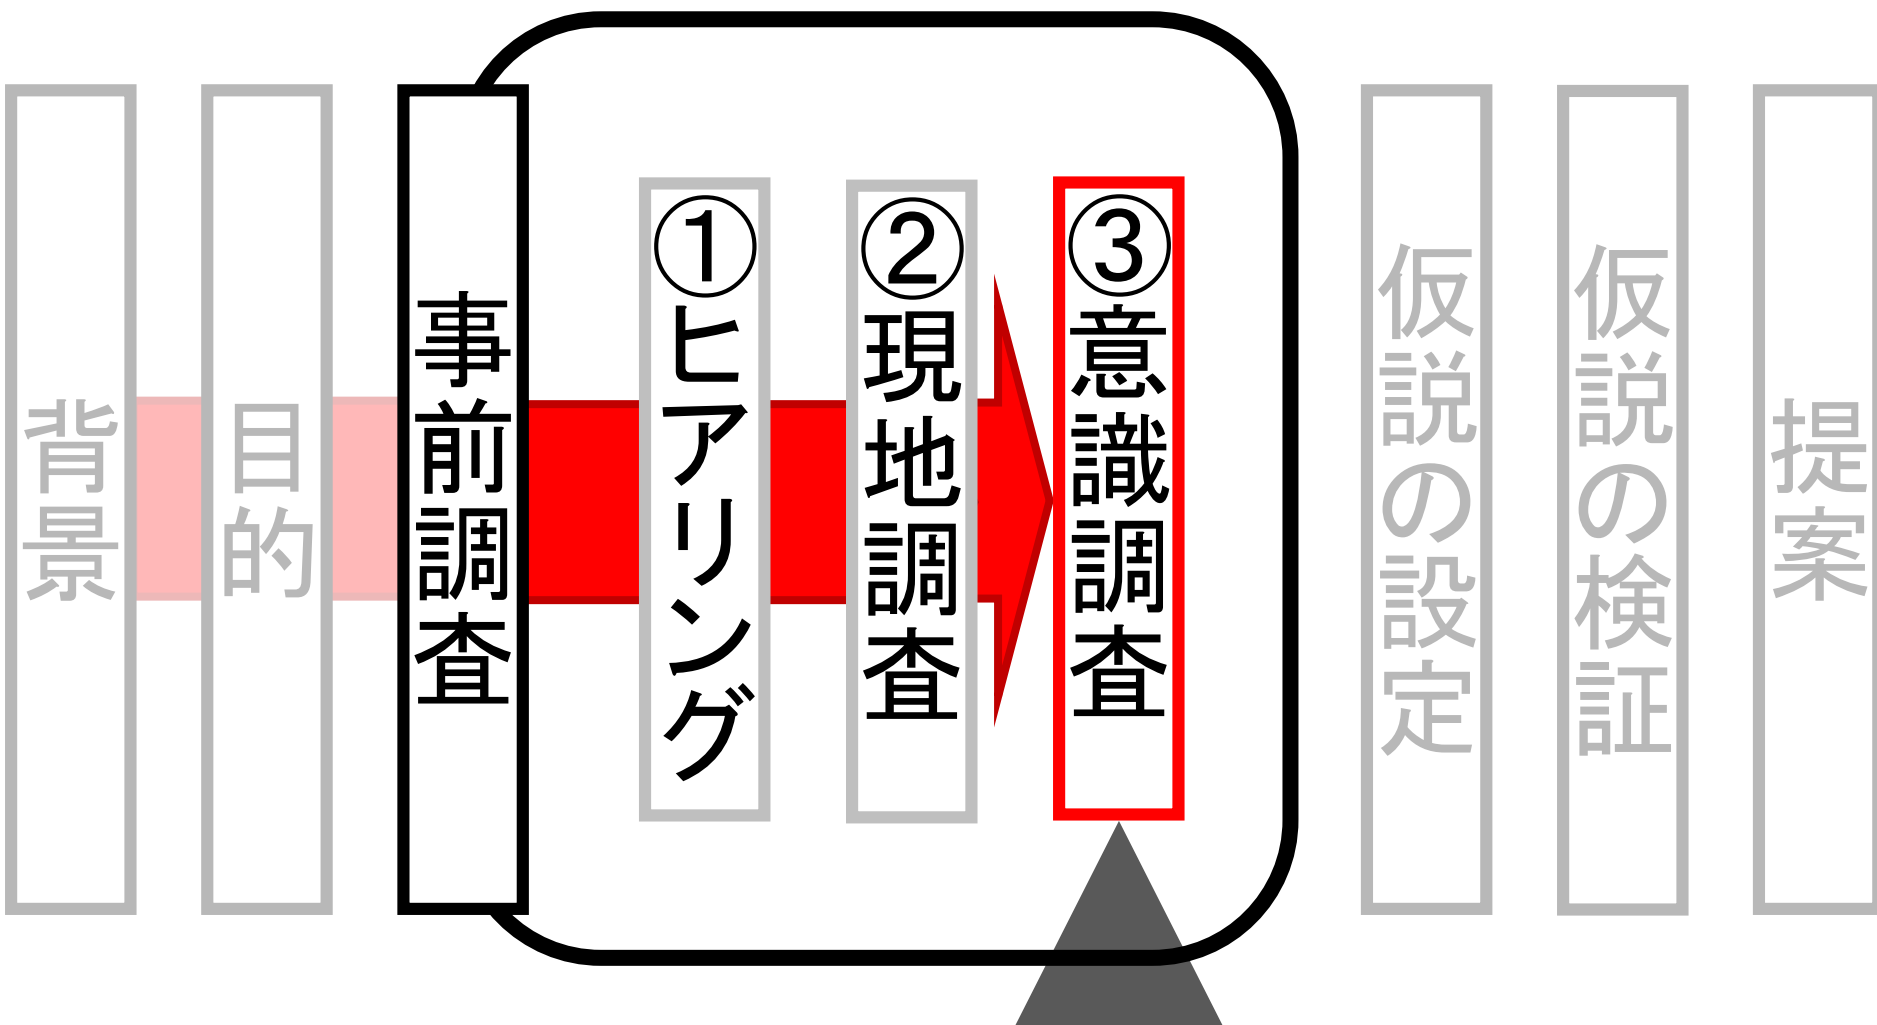 背景
目的
事前調査
①ヒアリング
②現地調査
③意識調査
仮説の設定
仮説の検証
提案